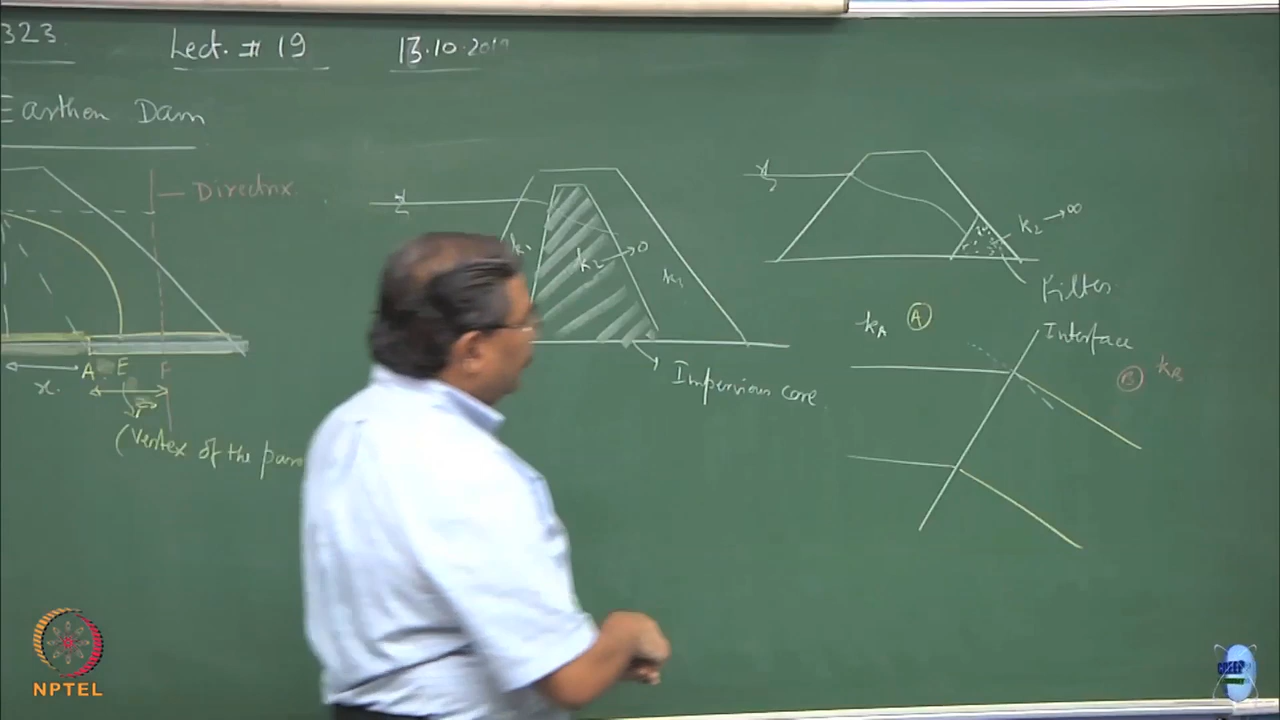 323
Lect. # 19
13.10.2019
Earthen Dam
Directrix
x
A E F
(Vertex of the para
k1
k2 → 0
k1
Impervious core
k2 → ∞
Filter
kA A
Interface
B kB
NPTEL
CDEEP